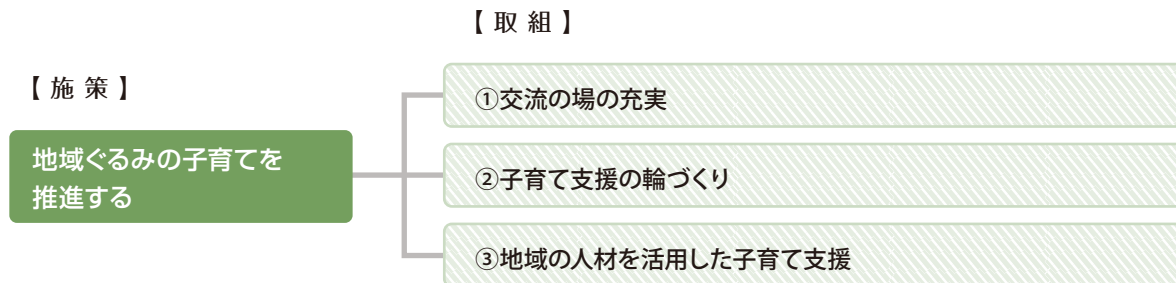 【取組】
【施策】
地域ぐるみの子育てを
推進する
①交流の場の充実
②子育て支援の輪づくり
③地域の人材を活用した子育て支援